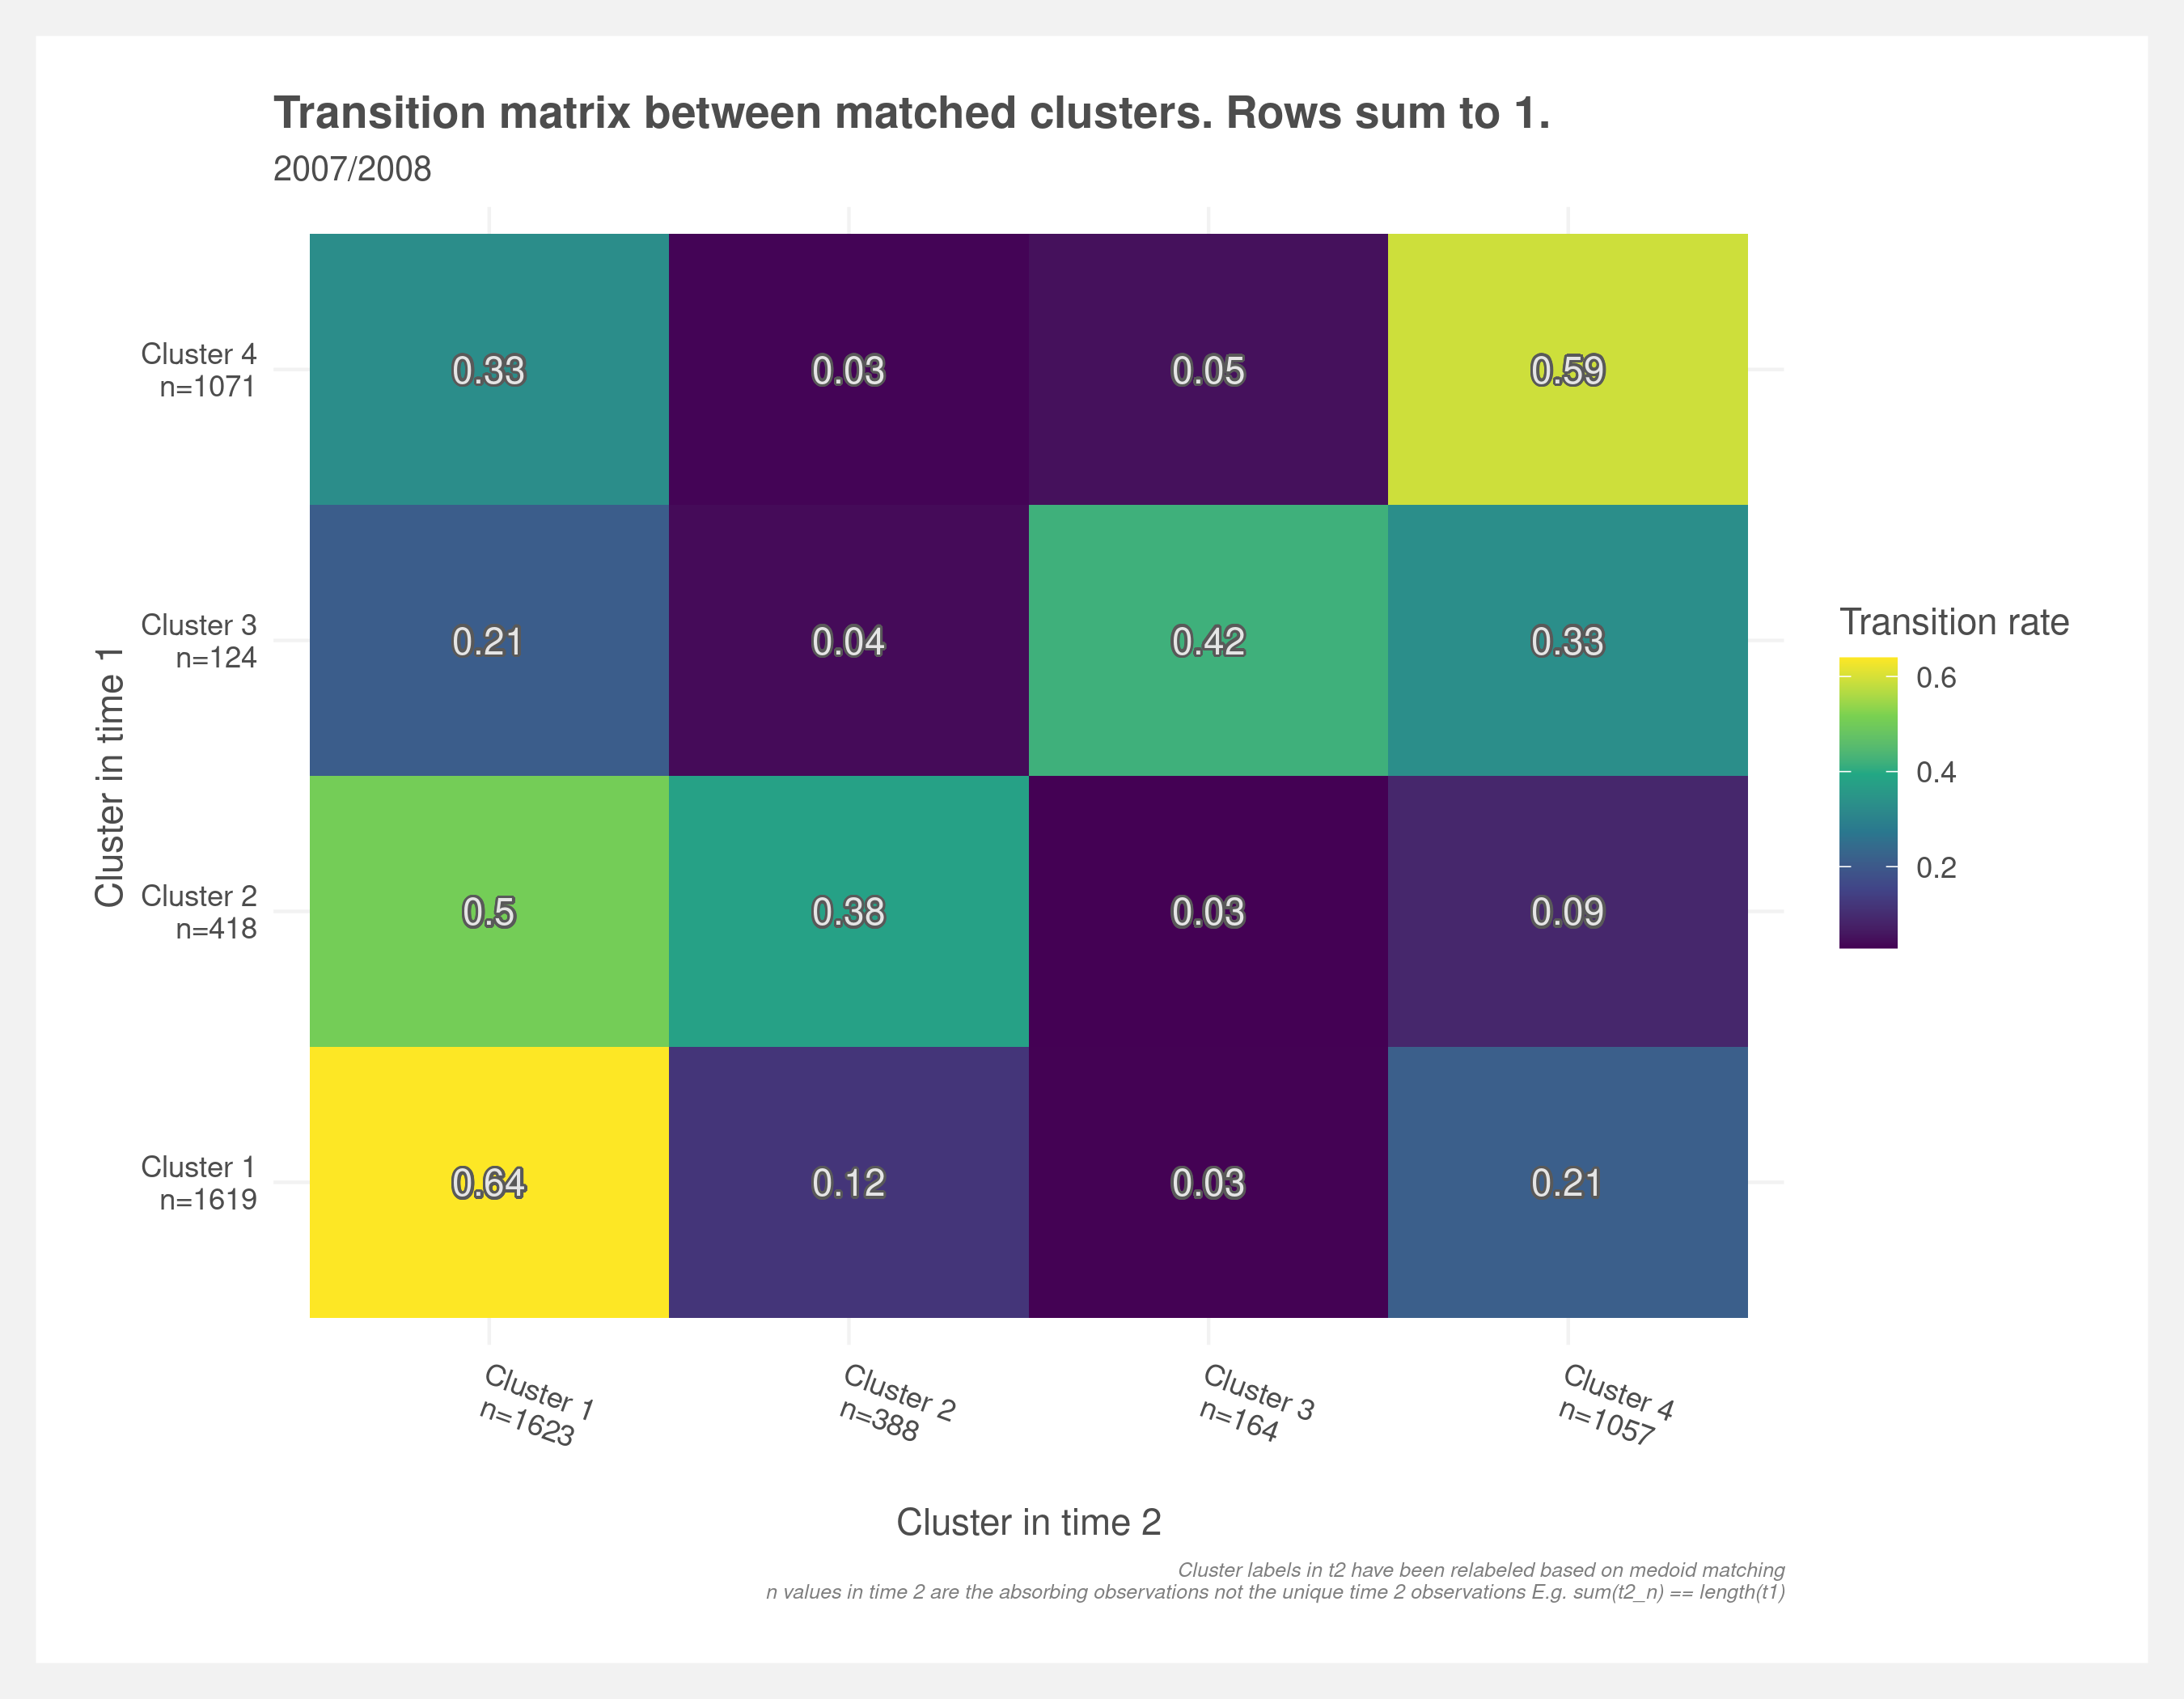 Transition matrix between matched clusters. Rows sum to 1.
2007/2008
Cluster in time 1
Cluster 4
n=1071
0.33
0.03
0.05
0.59
Cluster 3
n=124
0.21
0.04
0.42
0.33
Cluster 2
n=418
0.5
0.38
0.03
0.09
Cluster 1
n=1619
0.64
0.12
0.03
0.21
Cluster 1
n=1623
Cluster 2
n=388
Cluster 3
n=164
Cluster 4
n=1057
Cluster in time 2
Transition rate
0.6
0.4
0.2
Cluster labels in t2 have been relabeled based on medoid matching
n values in time 2 are the absorbing observations not the unique time 2 observations E.g. sum(t2_n) == length(t1)